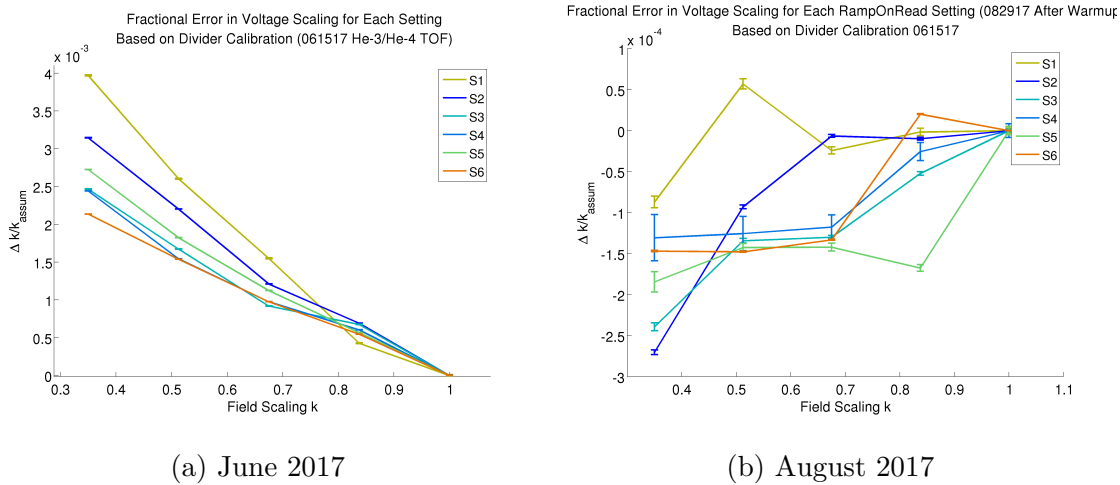 Fractional Error in Voltage Scaling for Each Setting
Based on Divider Calibration (061517 He-3/He-4 TOF)
x 10⁻³
4
3.5
3
2.5
2
1.5
1
0.5
0
Δ k/k_assum
0.3 0.4 0.5 0.6 0.7 0.8 0.9 1
Field Scaling k
S1
S2
S3
S4
S5
S6
(a) June 2017
Fractional Error in Voltage Scaling for Each RampOnRead Setting (082917 After Warmup
Based on Divider Calibration 061517
x 10⁻⁴
1
0.5
0
-0.5
-1
-1.5
-2
-2.5
-3
Δ k/k_assum
0.4 0.5 0.6 0.7 0.8 0.9 1 1.1
Field Scaling k
S1
S2
S3
S4
S5
S6
(b) August 2017